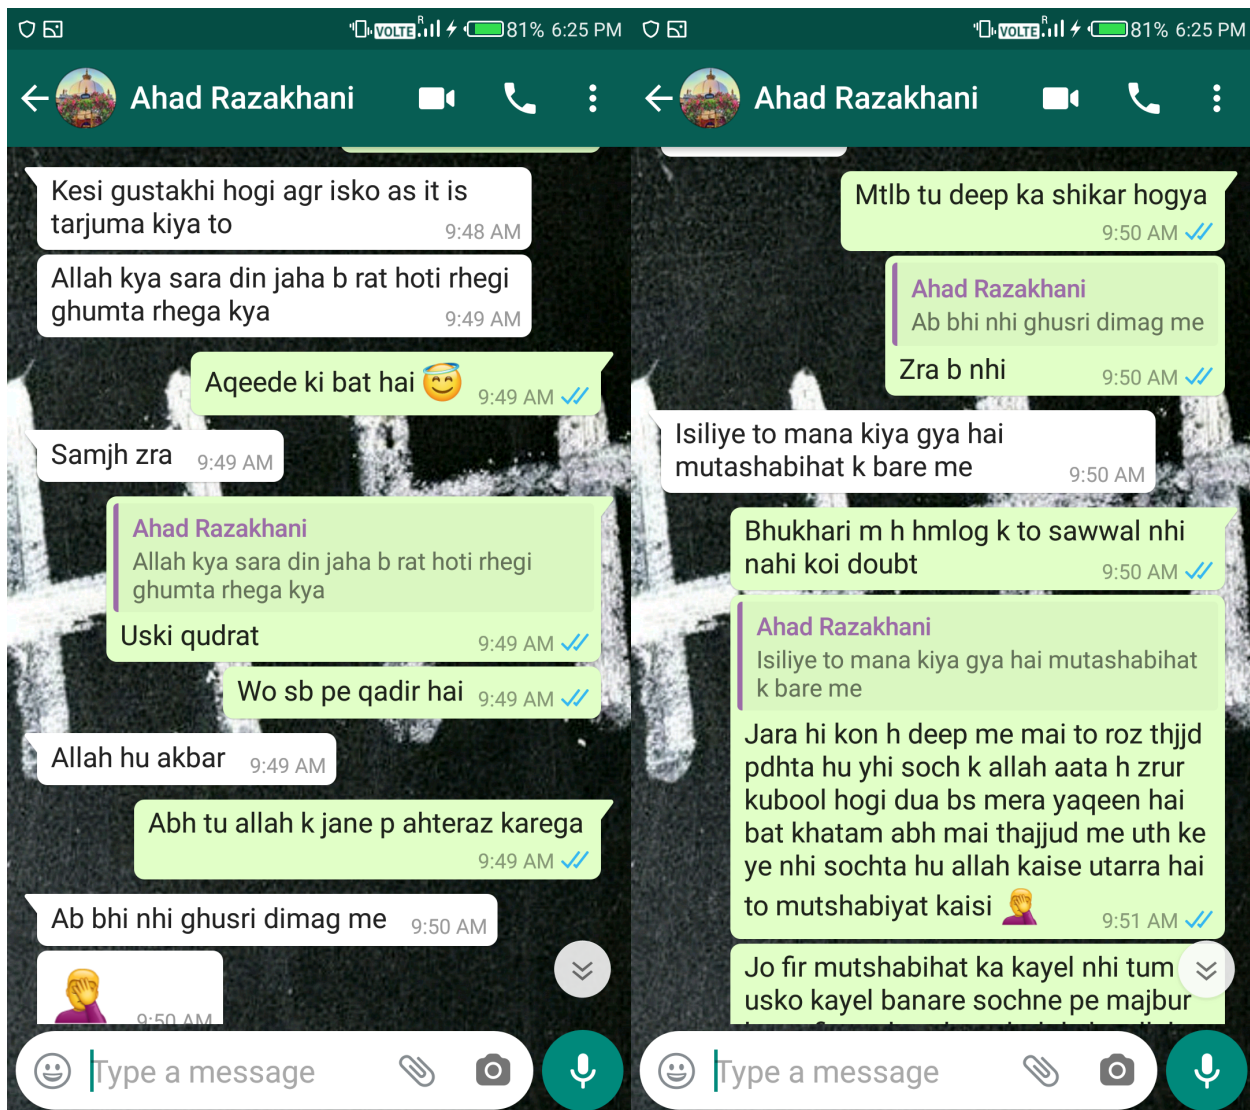 VOLTE R 81% 6:25 PM
Ahad Razakhani
Kesi gustakhi hogi agr isko as it is
tarjuma kiya to
9:48 AM
Allah kya sara din jaha b rat hoti rhegi
ghumta rhega kya
9:49 AM
Aqeede ki bat hai 😇 9:49 AM
Samjh zra 9:49 AM
Ahad Razakhani
Allah kya sara din jaha b rat hoti rhegi
ghumta rhega kya
Uski qudrat 9:49 AM
Wo sb pe qadir hai 9:49 AM
Allah hu akbar 9:49 AM
Abh tu allah k jane p ahteraz karega
9:49 AM
Ab bhi nhi ghusri dimag me 9:50 AM
🤦 9:50 AM
Type a message
VOLTE R 81% 6:25 PM
Ahad Razakhani
Mtlb tu deep ka shikar hogya
9:50 AM
Ahad Razakhani
Ab bhi nhi ghusri dimag me
Zra b nhi 9:50 AM
Isiliye to mana kiya gya hai
mutashabihat k bare me 9:50 AM
Bhukhari m h hmlog k to sawwal nhi
nahi koi doubt 9:50 AM
Ahad Razakhani
Isiliye to mana kiya gya hai mutashabihat
k bare me
Jara hi kon h deep me mai to roz thjjd
pdhta hu yhi soch k allah aata h zrur
kubool hogi dua bs mera yaqeen hai
bat khatam abh mai thajjud me uth ke
ye nhi sochta hu allah kaise utarra hai
to mutshabiyat kaisi 🤦 9:51 AM
Jo fir mutshabihat ka kayel nhi tum
usko kayel banare sochne pe majbur
Type a message